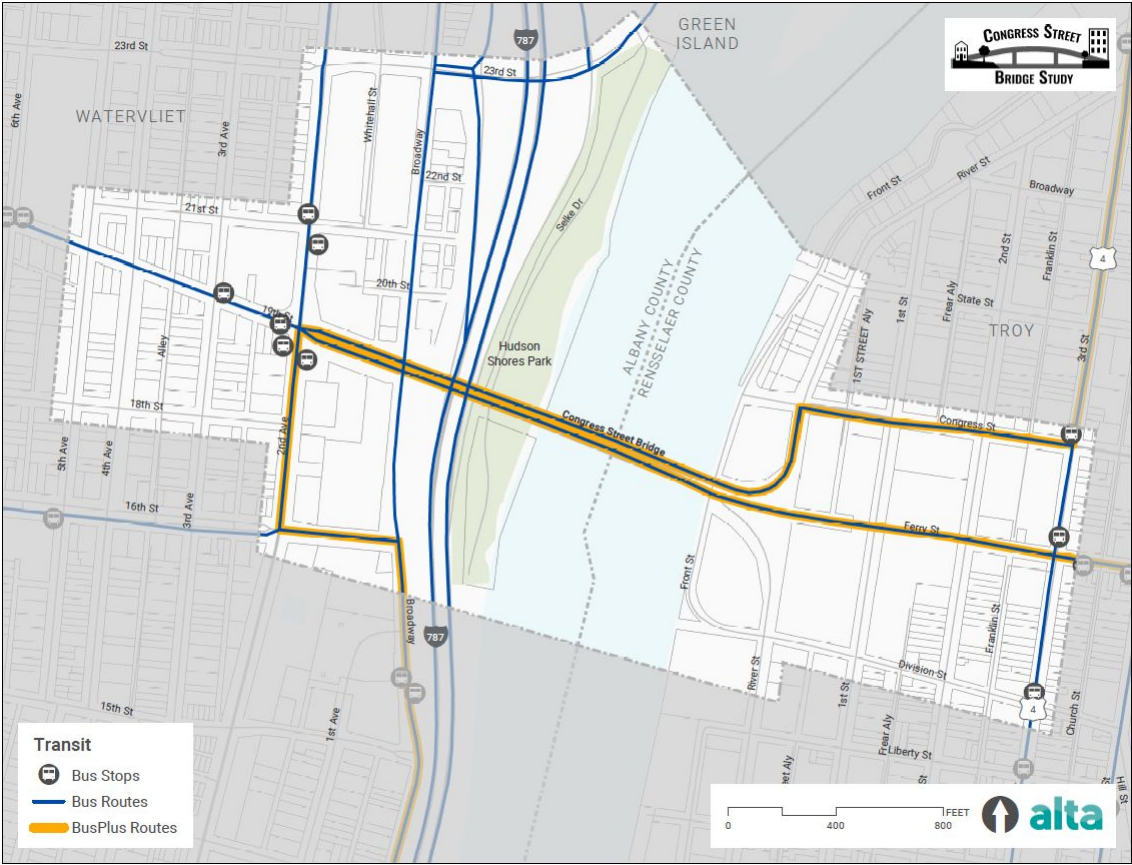 GREEN
ISLAND
CONGRESS STREET
BRIDGE STUDY
787
23rd St
23rd St
WATERVLIET
6th Ave
3rd Ave
Whitehall St
Broadway
22nd St
21st St
Selke Dr
Front St
River St
Broadway
2nd St
Franklin St
4
20th St
19th St
Alley
ALBANY COUNTY
RENSSELAER COUNTY
1st St
Frear Aly
State St
TROY
1ST STREET Aly
3rd St
Hudson
Shores Park
18th St
2nd Ave
Congress Street Bridge
Congress St
5th Ave
4th Ave
3rd Ave
16th St
Ferry St
Front St
Broadway
787
Franklin St
Division St
River St
1st St
4
Church St
15th St
1st Ave
Frear Aly
Liberty St
eet Aly
St
St
Hill St
Transit
Bus Stops
Bus Routes
BusPlus Routes
FEET
0
400
800
alta